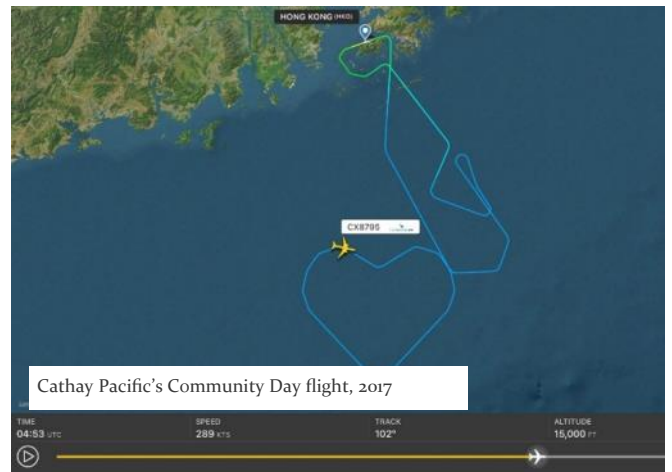 HONG KONG (HKG)
CX8795
Cathay Pacific’s Community Day flight, 2017
TIME SPEED TRACK ALTITUDE
04:53 UTC 289 KTS 102° 15,000 FT